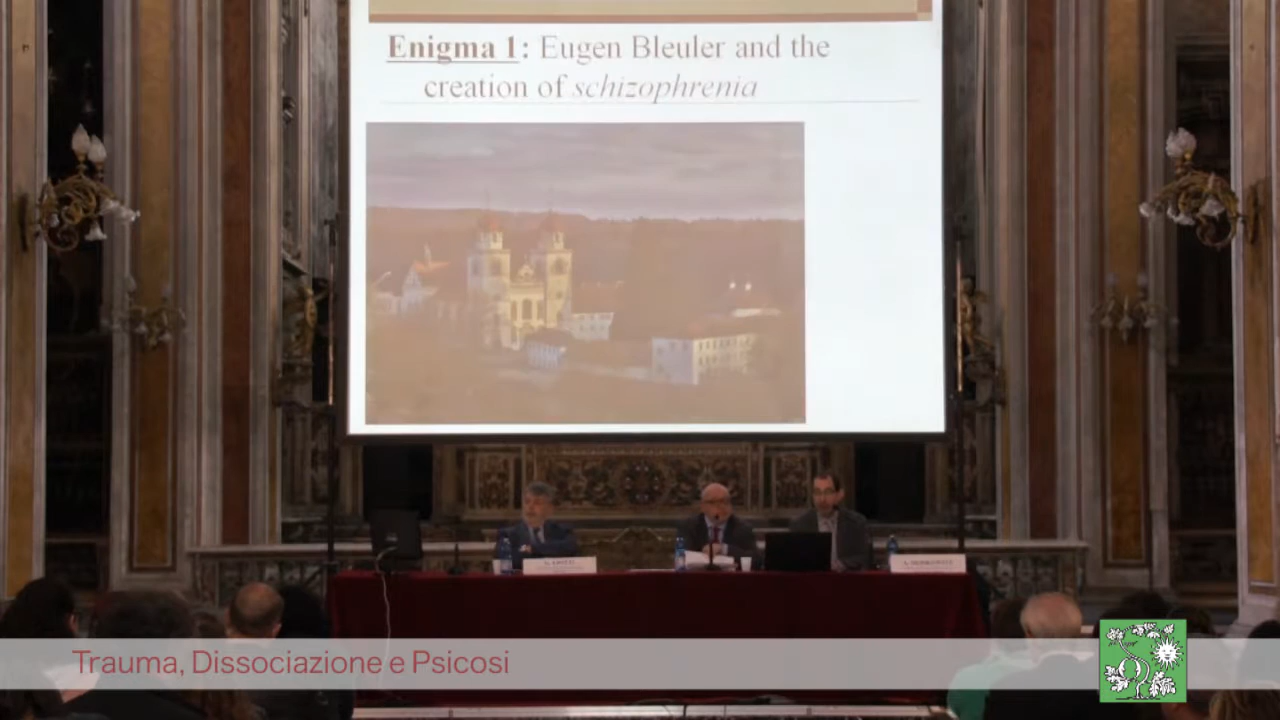 Enigma 1: Eugen Bleuler and the
creation of schizophrenia
Trauma, Dissociazione e Psicosi